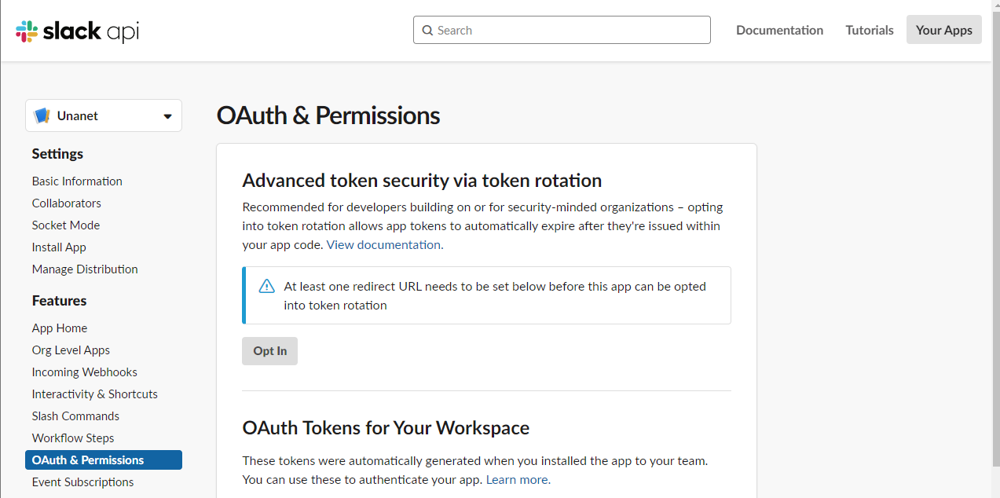 slack api
Search
Documentation
Tutorials
Your Apps
Unanet
Settings
Basic Information
Collaborators
Socket Mode
Install App
Manage Distribution
Features
App Home
Org Level Apps
Incoming Webhooks
Interactivity & Shortcuts
Slash Commands
Workflow Steps
OAuth & Permissions
Event Subscriptions
OAuth & Permissions
Advanced token security via token rotation
Recommended for developers building on or for security-minded organizations – opting
into token rotation allows app tokens to automatically expire after they're issued within
your app code. View documentation.
At least one redirect URL needs to be set below before this app can be opted
into token rotation
Opt In
OAuth Tokens for Your Workspace
These tokens were automatically generated when you installed the app to your team.
You can use these to authenticate your app. Learn more.